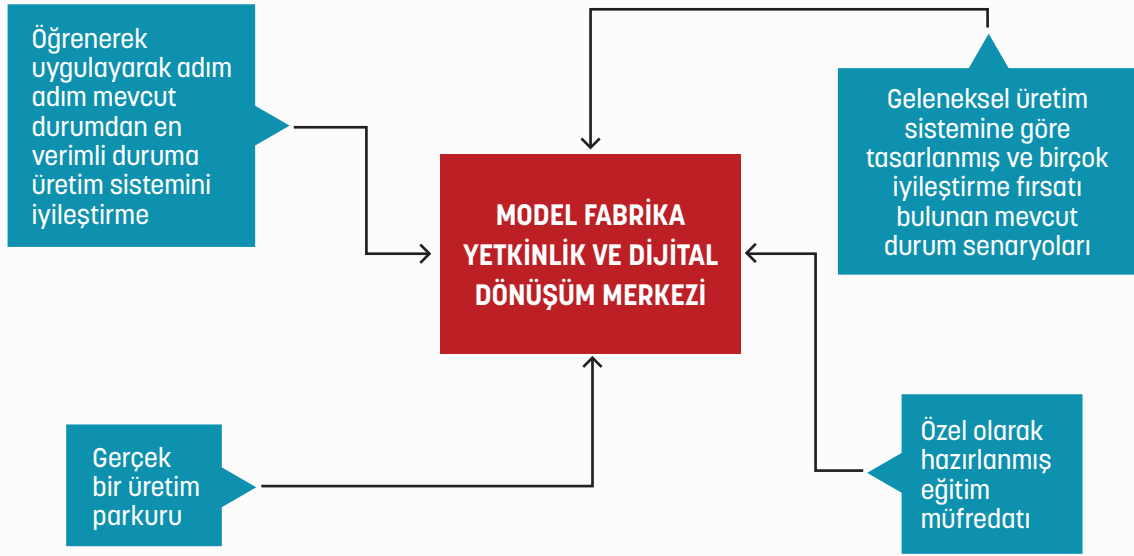 Öğrenerek
uygulayarak adım
adım mevcut
durumdan en
verimli duruma
üretim sistemini
iyileştirme
Geleneksel üretim
sistemine göre
tasarlanmış ve birçok
iyileştirme fırsatı
bulunan mevcut
durum senaryoları
MODEL FABRİKA
YETKİNLİK VE DİJİTAL
DÖNÜŞÜM MERKEZİ
Gerçek
bir üretim
parkuru
Özel olarak
hazırlanmış
eğitim
müfredatı